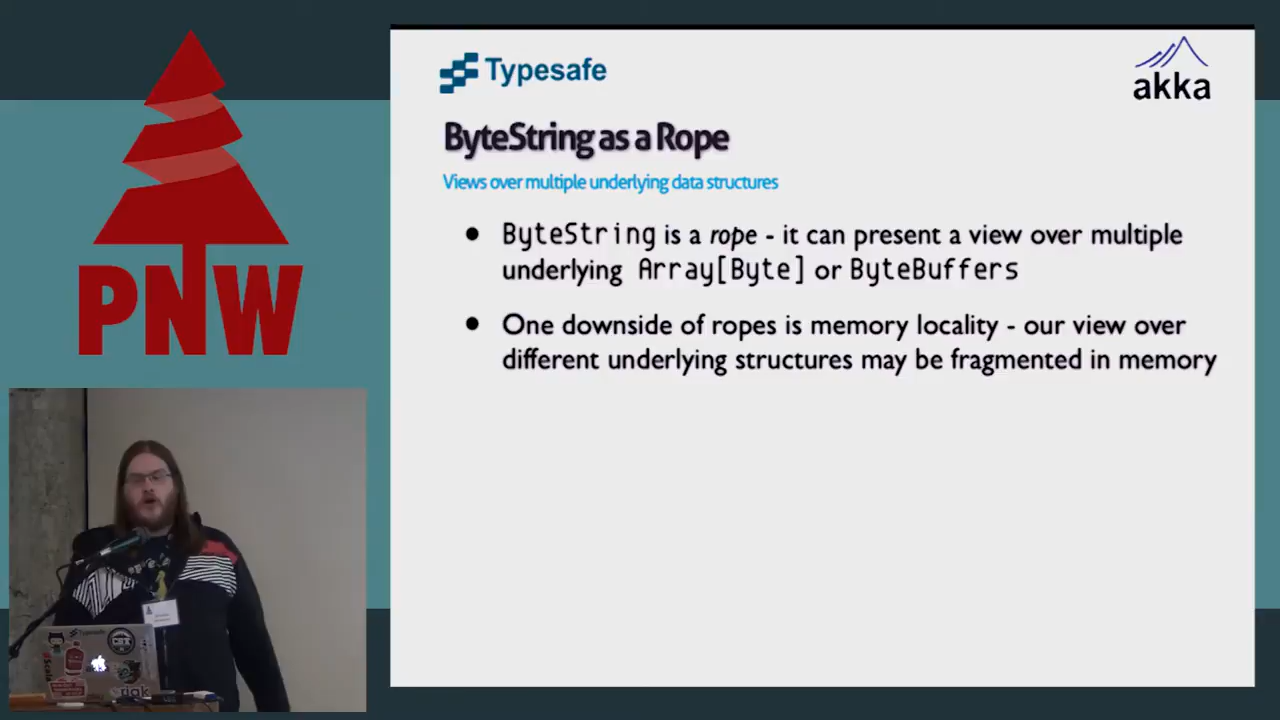 PNW
Typesafe
akka
ByteString as a Rope
Views over multiple underlying data structures
• ByteString is a rope - it can present a view over multiple
underlying Array[Byte] or ByteBuffers
• One downside of ropes is memory locality - our view over
different underlying structures may be fragmented in memory
Typesafe
riak